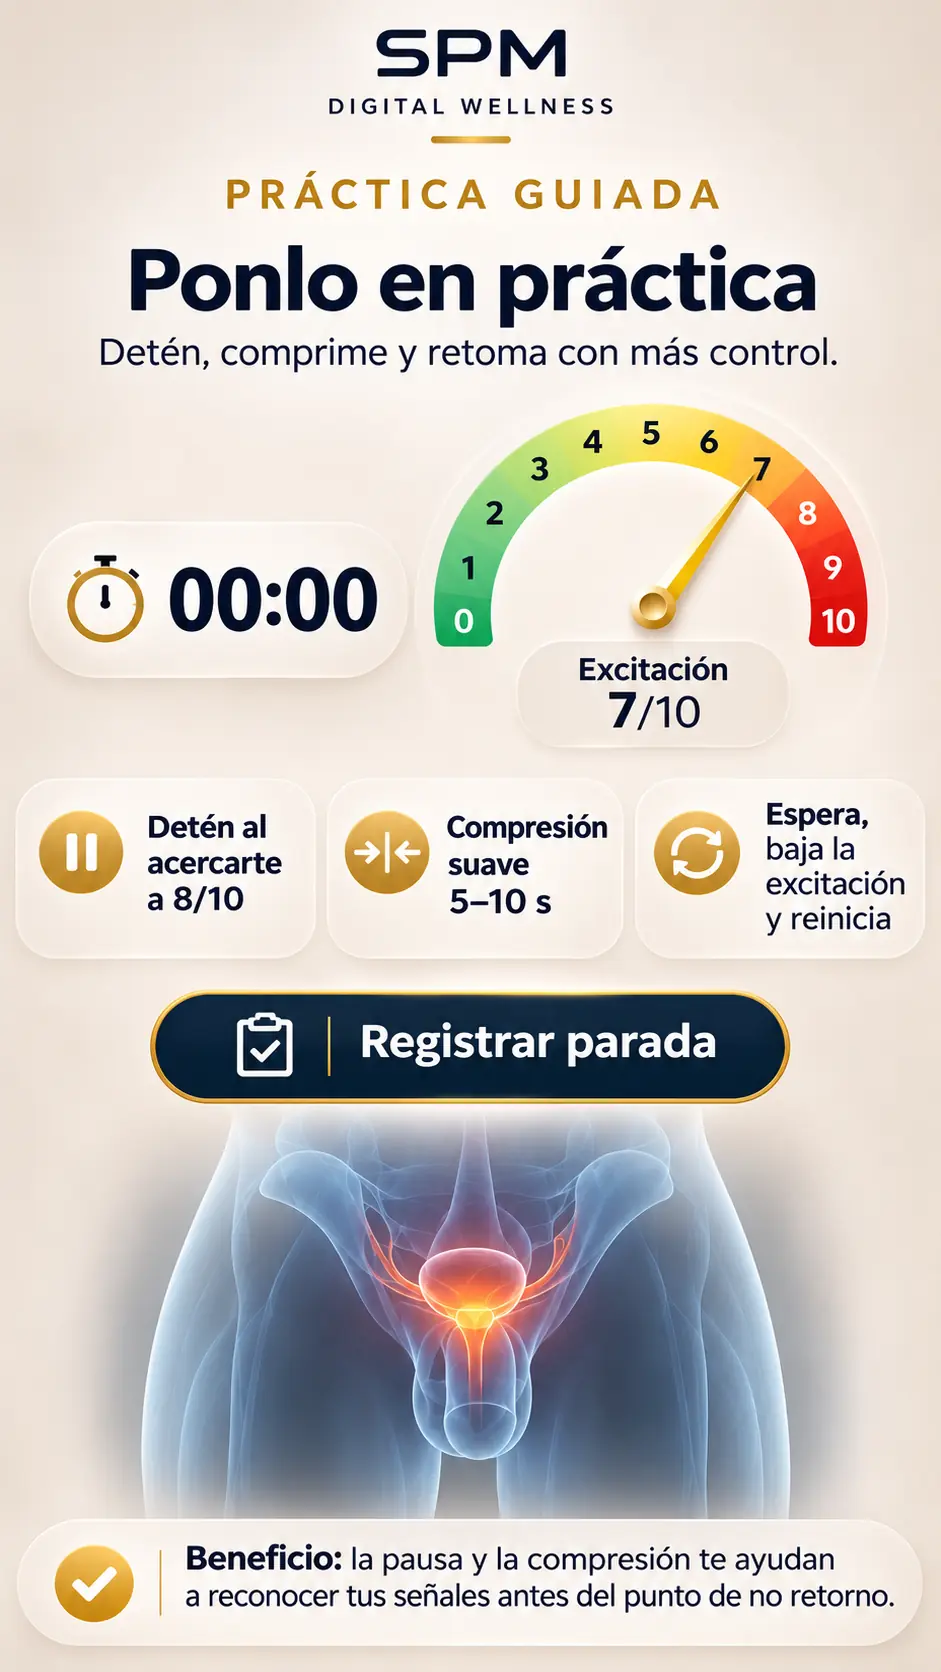 SPM
DIGITAL WELLNESS
PRÁCTICA GUIADA
Ponlo en práctica
Detén, comprime y retoma con más control.
00:00
0
1
2
3
4
5
6
7
8
9
10
Excitación
7/10
Detén al
acercarte
a 8/10
Compresión
suave
5–10 s
Espera,
baja la
excitación
y reinicia
Registrar parada
Beneficio: la pausa y la compresión te ayudan
a reconocer tus señales antes del punto de no retorno.